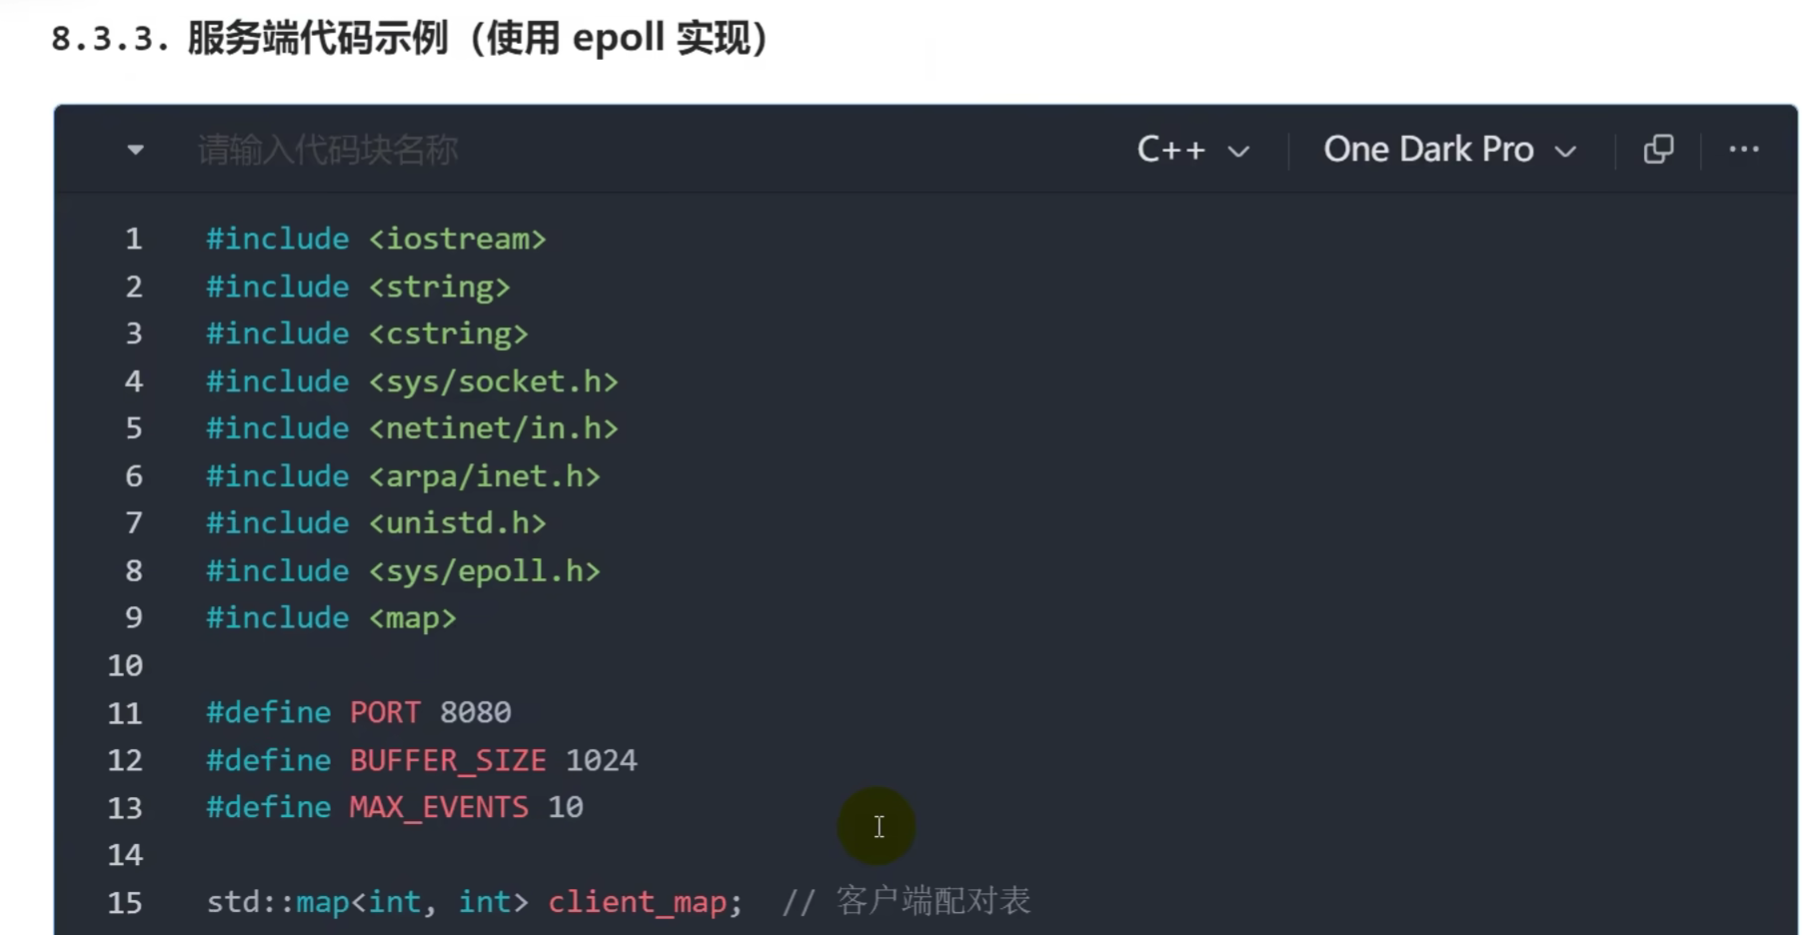 8.3.3. 服务端代码示例（使用 epoll 实现）
请输入代码块名称 C++ One Dark Pro ···
1 #include <iostream>
2 #include <string>
3 #include <cstring>
4 #include <sys/socket.h>
5 #include <netinet/in.h>
6 #include <arpa/inet.h>
7 #include <unistd.h>
8 #include <sys/epoll.h>
9 #include <map>
10
11 #define PORT 8080
12 #define BUFFER_SIZE 1024
13 #define MAX_EVENTS 10
14
15 std::map<int, int> client_map;  // 客户端配对表